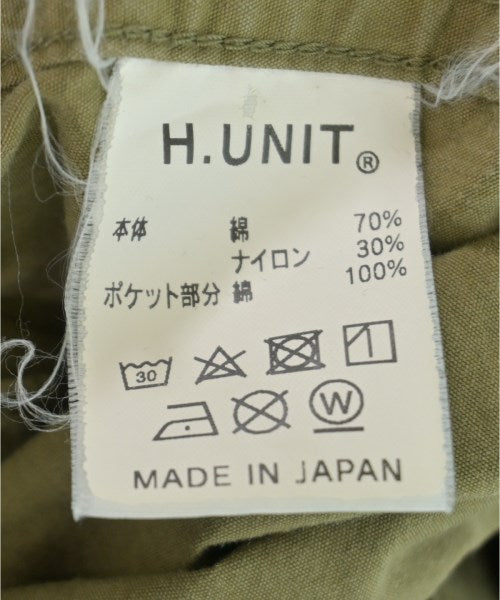 H.UNIT®
本体 綿 70%
ナイロン 30%
ポケット部分 綿 100%
30
W
MADE IN JAPAN